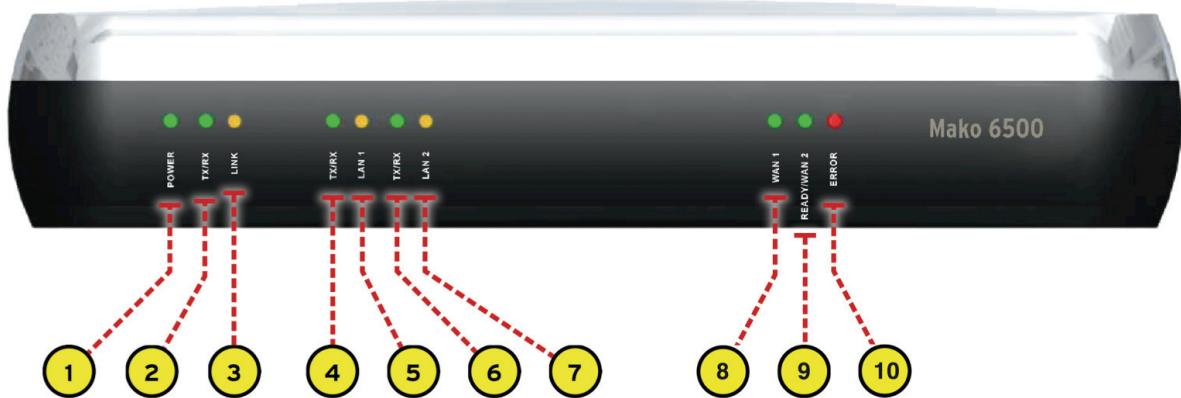 Mako 6500
POWER
TX/RX
LINK
TX/RX
LAN 1
TX/RX
LAN 2
WAN 1
READY/WAN 2
ERROR
1
2
3
4
5
6
7
8
9
10